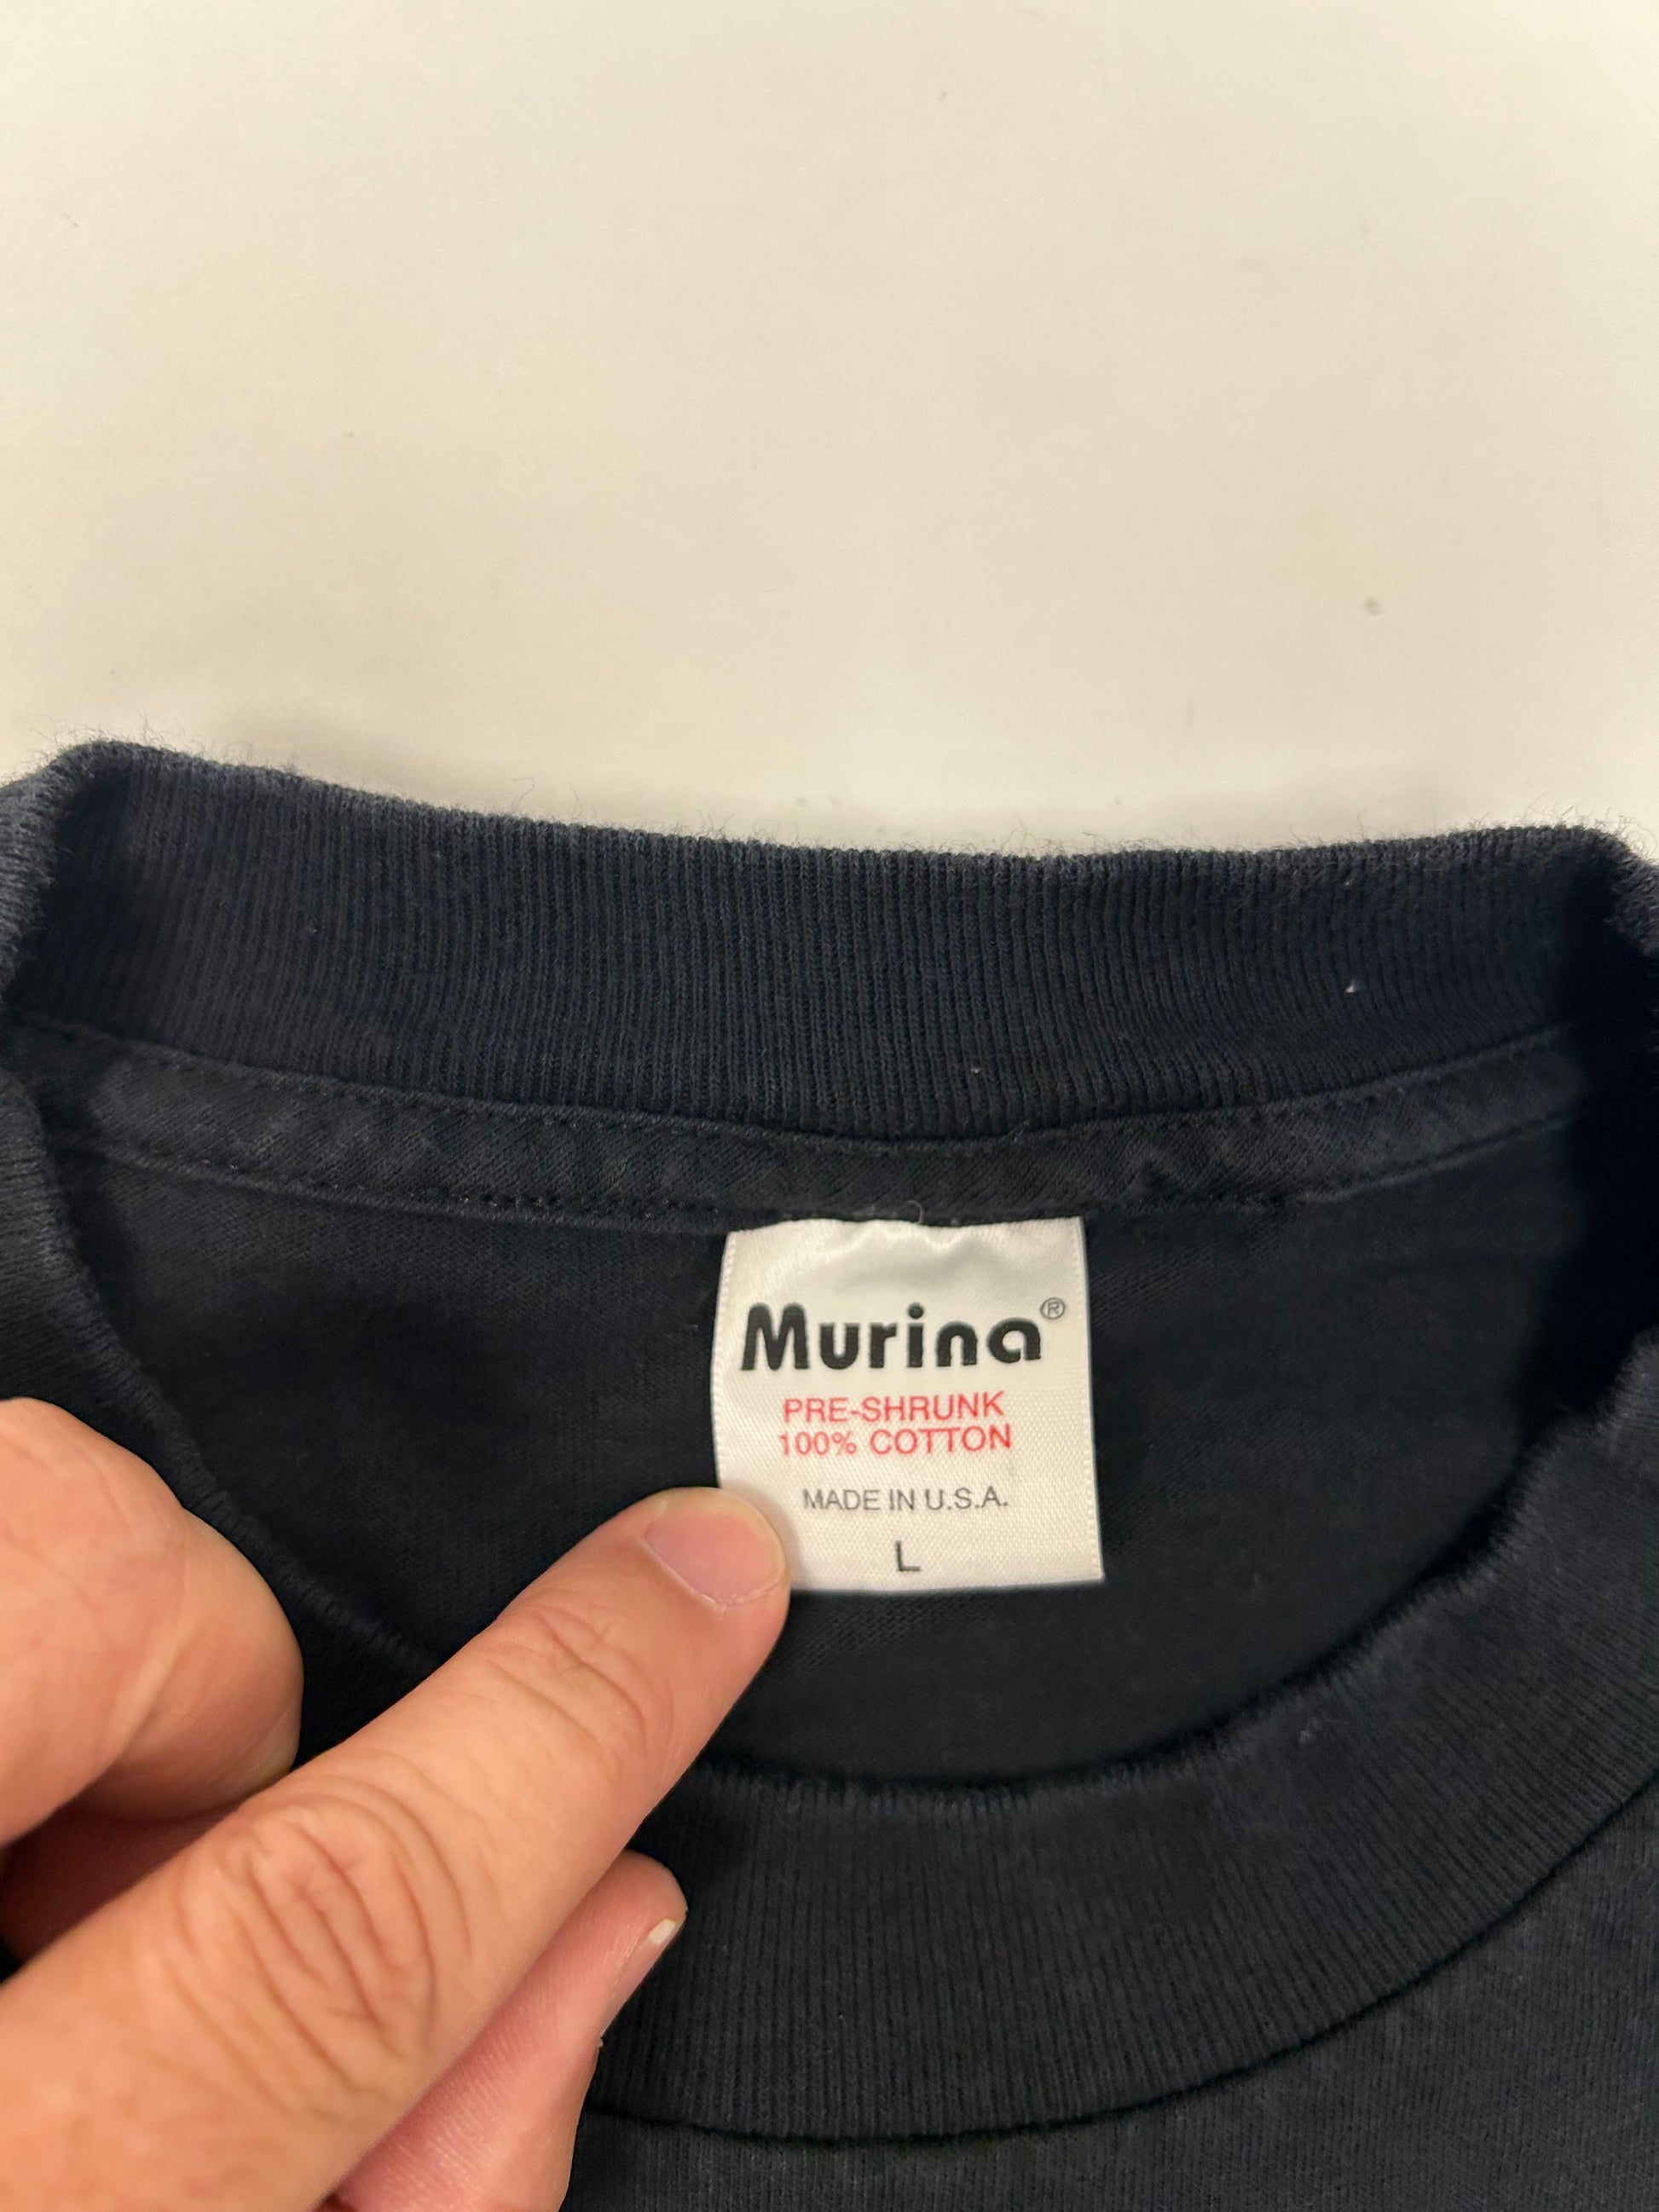 Murina®
PRE-SHRUNK
100% COTTON
MADE IN U.S.A.
L